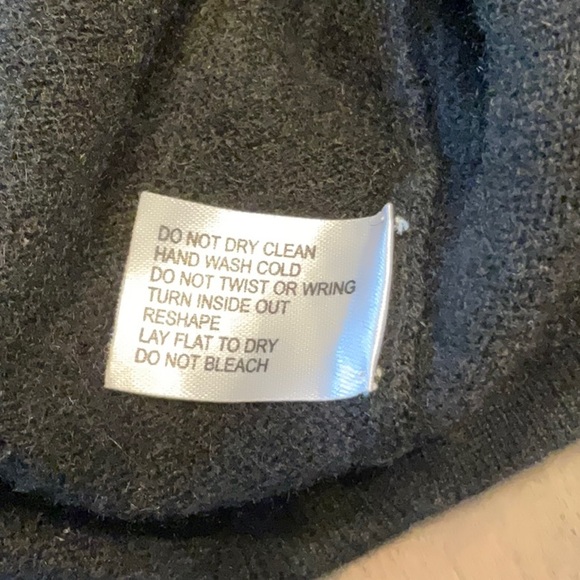 DO NOT DRY CLEAN
HAND WASH COLD
DO NOT TWIST OR WRING
TURN INSIDE OUT
RESHAPE
LAY FLAT TO DRY
DO NOT BLEACH